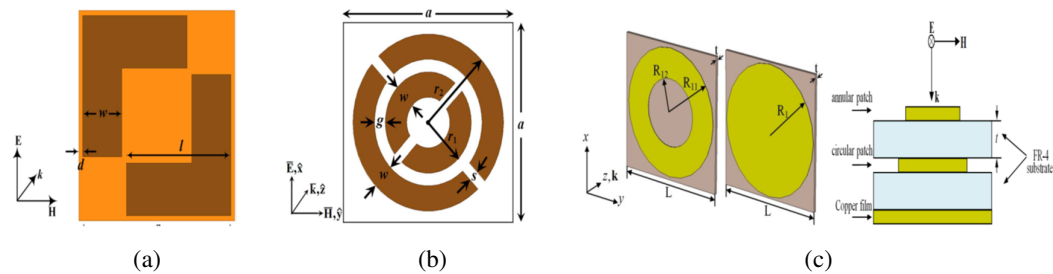 E
k
H
w
l
d
(a)
a
a
r₂
w
g
r₁
w
s
E̅,x̂
k̅,ẑ
H̅,ŷ
(b)
t
R₁₂
R₁₁
L
t
R₁
L
x
z, k
y
E
H
k
annular patch
circular patch
t
FR-4
substrate
Copper film
(c)